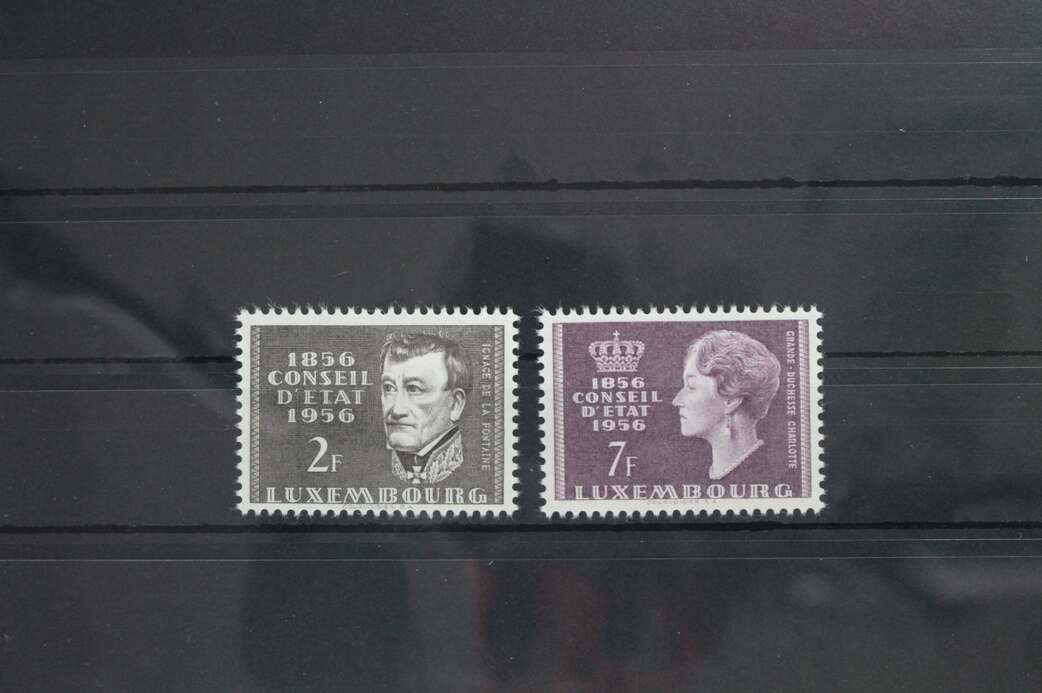 1856
CONSEIL
D'ETAT
1956
2F
LUXEMBOURG
IGNACE DE LA FONTAINE
1856
CONSEIL
D'ETAT
1956
7F
LUXEMBOURG
GRANDE-DUCHESSE CHARLOTTE